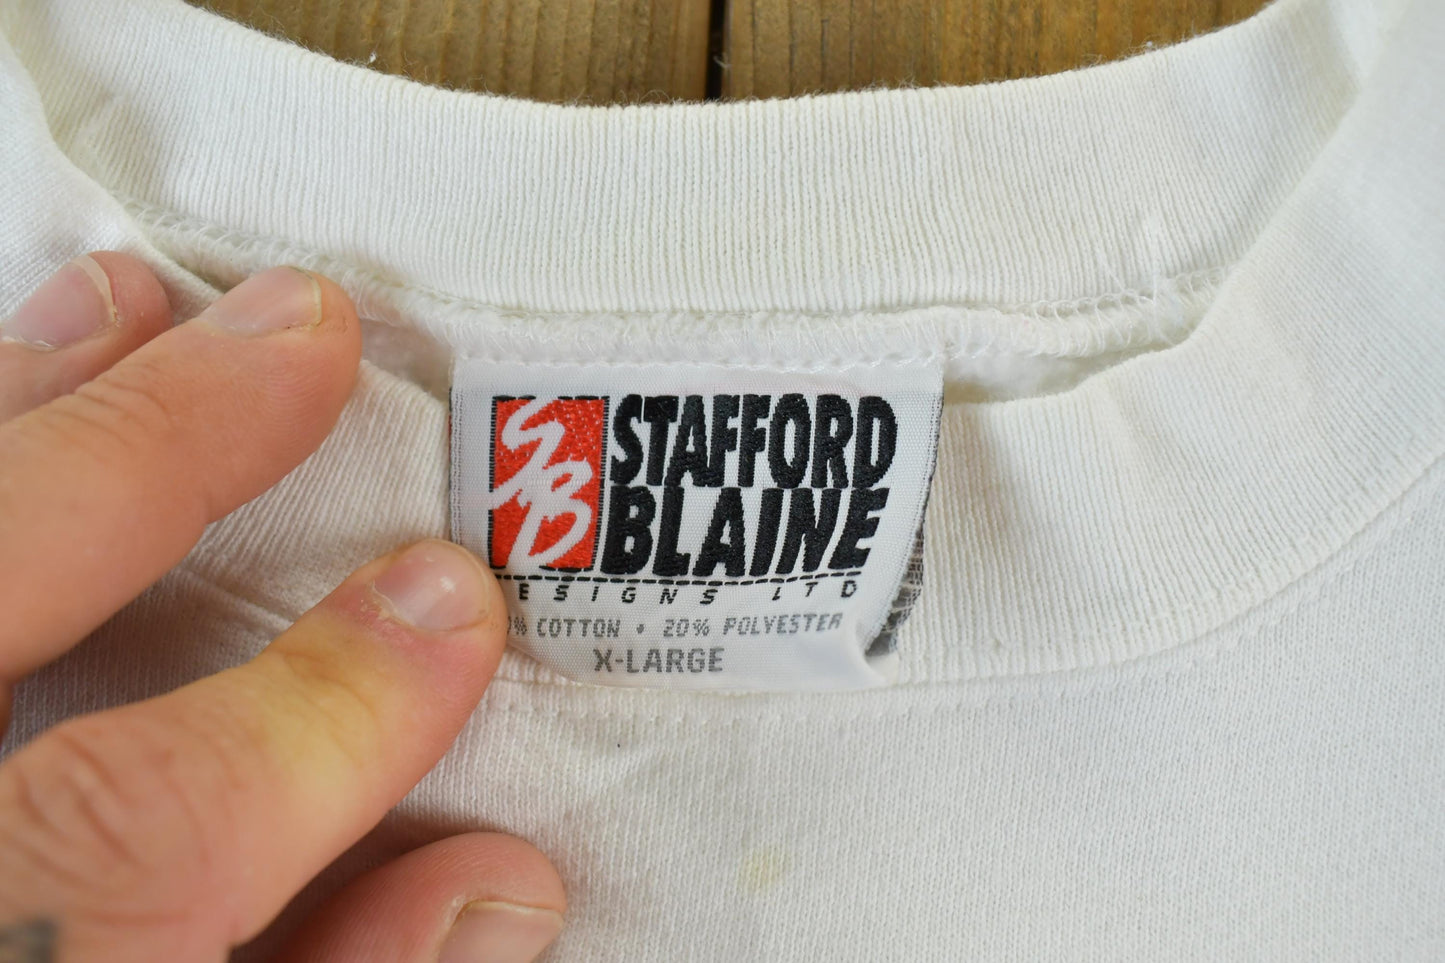 SB
STAFFORD
BLAINE
ESIGNS LTD
% COTTON • 20% POLYESTER
X-LARGE